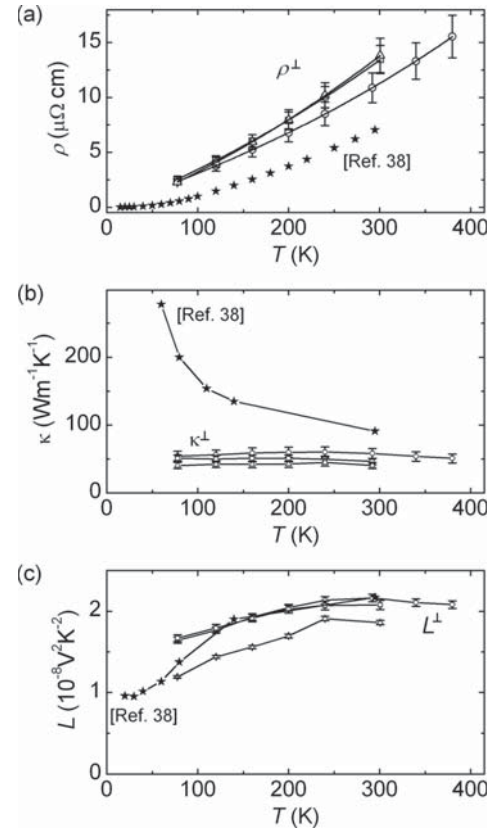 (a)
15
10
5
0
ρ (μΩ cm)
ρ⊥
[Ref. 38]
0 100 200 300 400
T (K)
(b)
200
100
0
κ (Wm⁻¹K⁻¹)
[Ref. 38]
κ⊥
0 100 200 300 400
T (K)
(c)
2
1
0
L (10⁻⁸V²K⁻²)
L⊥
[Ref. 38]
0 100 200 300 400
T (K)